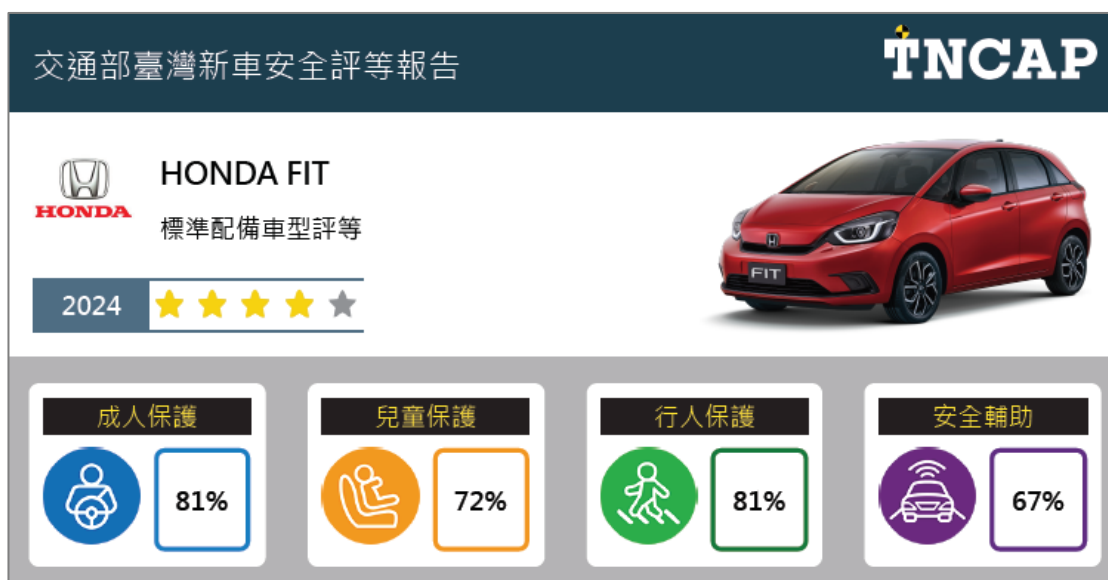 交通部臺灣新車安全評等報告
TNCAP
HONDA FIT
HONDA
標準配備車型評等
FIT
2024
成人保護
兒童保護
行人保護
安全輔助
81%
72%
81%
67%